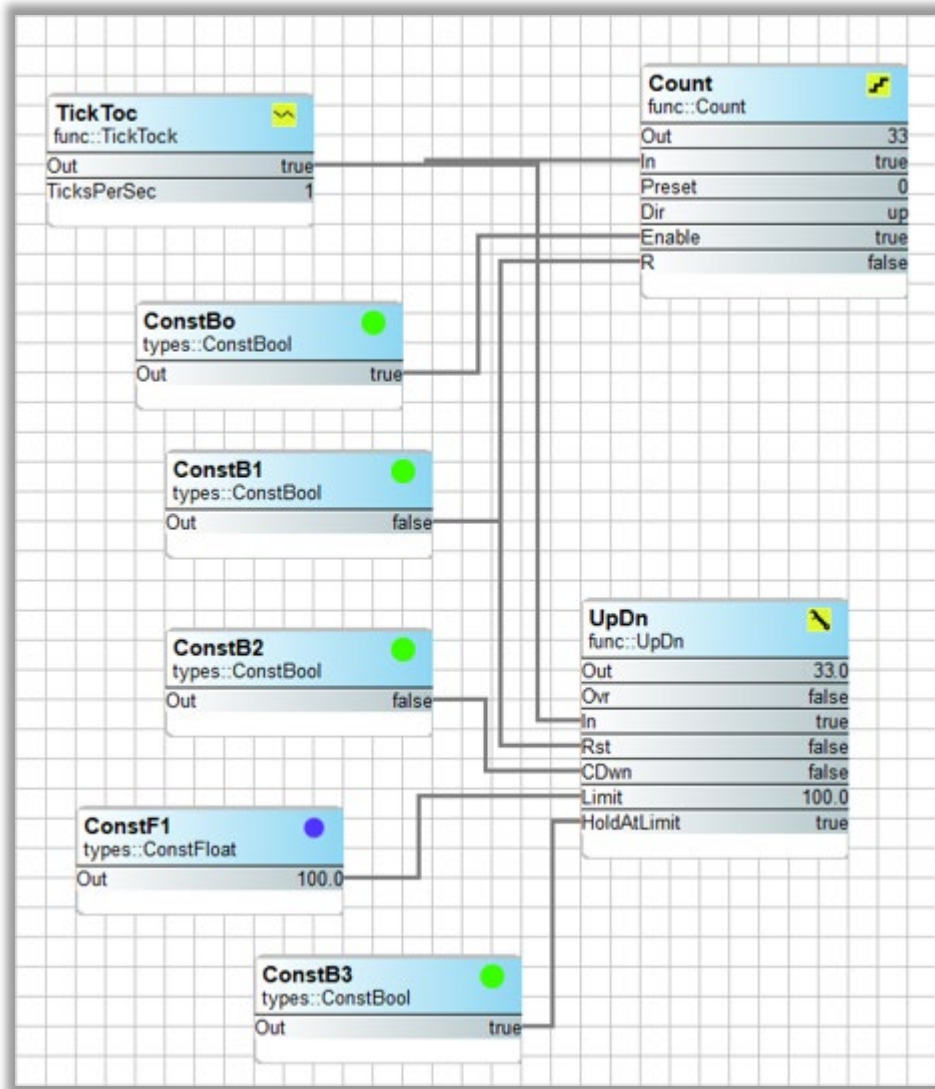 TickToc
func::TickTock
Out true
TicksPerSec 1
Count
func::Count
Out 33
In true
Preset 0
Dir up
Enable true
R false
ConstBo
types::ConstBool
Out true
ConstB1
types::ConstBool
Out false
ConstB2
types::ConstBool
Out false
UpDn
func::UpDn
Out 33.0
Ovr false
In true
Rst false
CDwn false
Limit 100.0
HoldAtLimit true
ConstF1
types::ConstFloat
Out 100.0
ConstB3
types::ConstBool
Out true